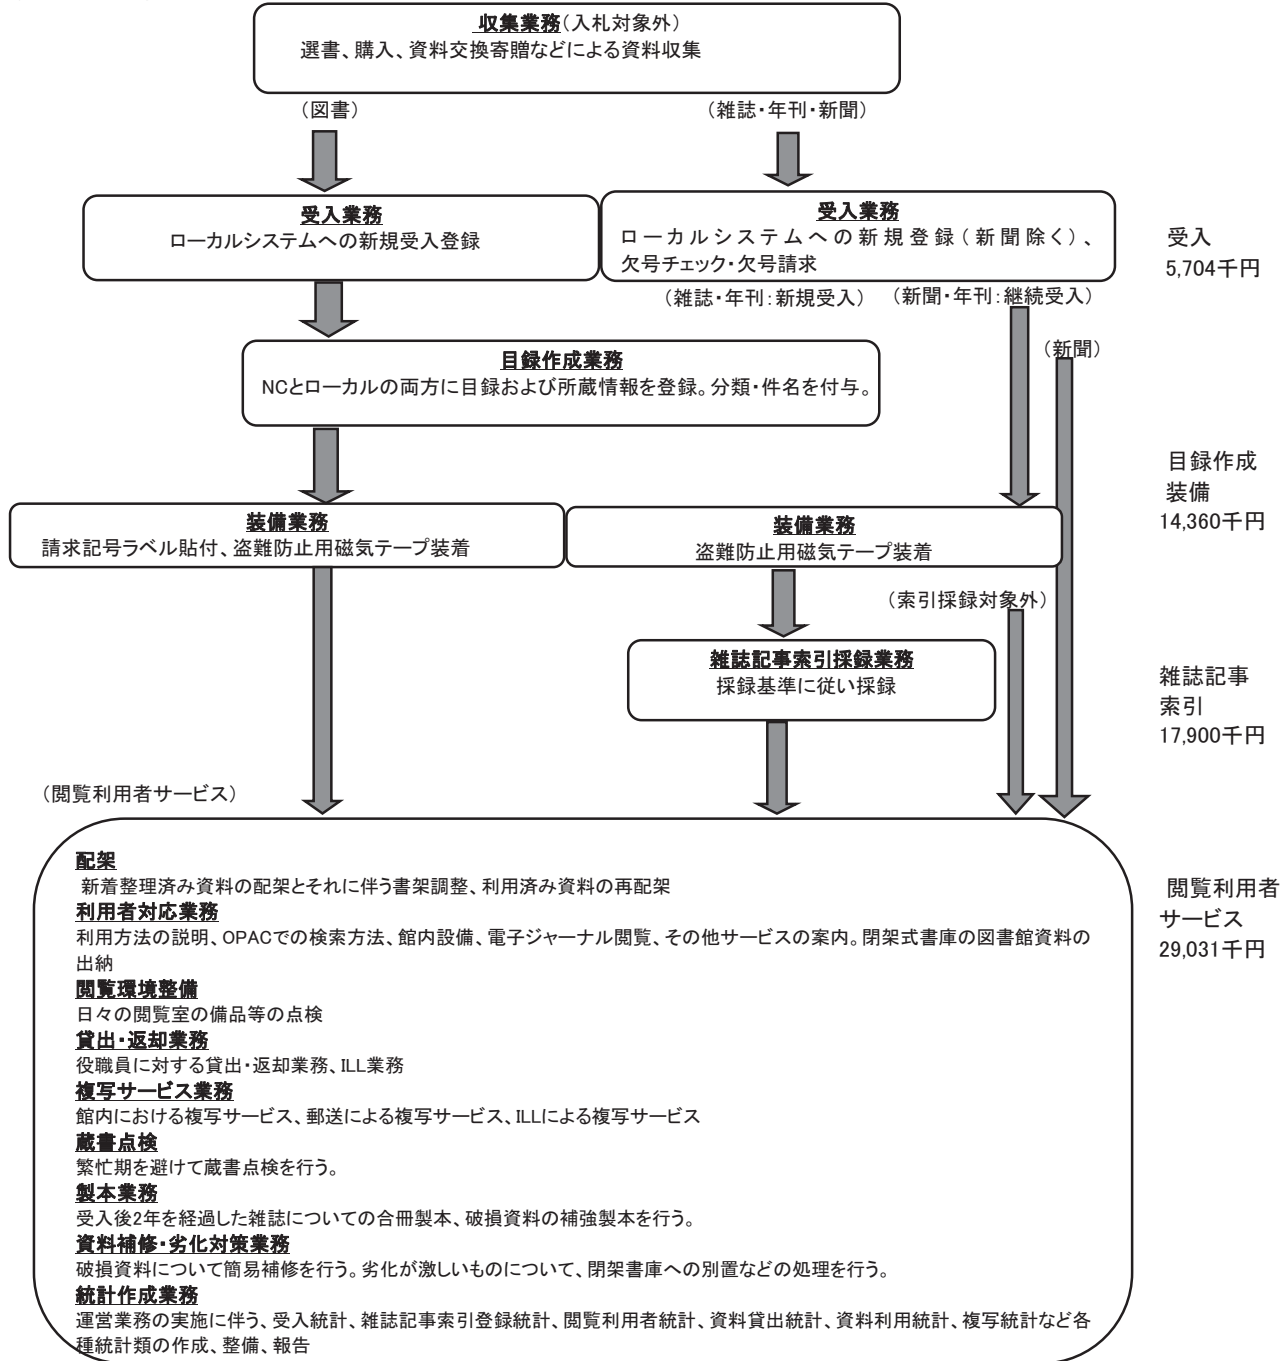 収集業務(入札対象外)
選書、購入、資料交換寄贈などによる資料収集
(図書)
(雑誌・年刊・新聞)
受入業務
ローカルシステムへの新規受入登録
受入業務
ローカルシステムへの新規登録(新聞除く)、
欠号チェック・欠号請求
受入
5,704千円
(雑誌・年刊:新規受入)
(新聞・年刊:継続受入)
(新聞)
目録作成業務
NCとローカルの両方に目録および所蔵情報を登録。分類・件名を付与。
目録作成
装備
14,360千円
装備業務
請求記号ラベル貼付、盗難防止用磁気テープ装着
装備業務
盗難防止用磁気テープ装着
(索引採録対象外)
雑誌記事索引採録業務
採録基準に従い採録
雑誌記事
索引
17,900千円
(閲覧利用者サービス)
配架
新着整理済み資料の配架とそれに伴う書架調整、利用済み資料の再配架
利用者対応業務
利用方法の説明、OPACでの検索方法、館内設備、電子ジャーナル閲覧、その他サービスの案内。閉架式書庫の図書館資料の
出納
閲覧環境整備
日々の閲覧室の備品等の点検
貸出・返却業務
役職員に対する貸出・返却業務、ILL業務
複写サービス業務
館内における複写サービス、郵送による複写サービス、ILLによる複写サービス
蔵書点検
繁忙期を避けて蔵書点検を行う。
製本業務
受入後2年を経過した雑誌についての合冊製本、破損資料の補強製本を行う。
資料補修・劣化対策業務
破損資料について簡易補修を行う。劣化が激しいものについて、閉架書庫への別置などの処理を行う。
統計作成業務
運営業務の実施に伴う、受入統計、雑誌記事索引登録統計、閲覧利用者統計、資料貸出統計、資料利用統計、複写統計など各
種統計類の作成、整備、報告
閲覧利用者
サービス
29,031千円